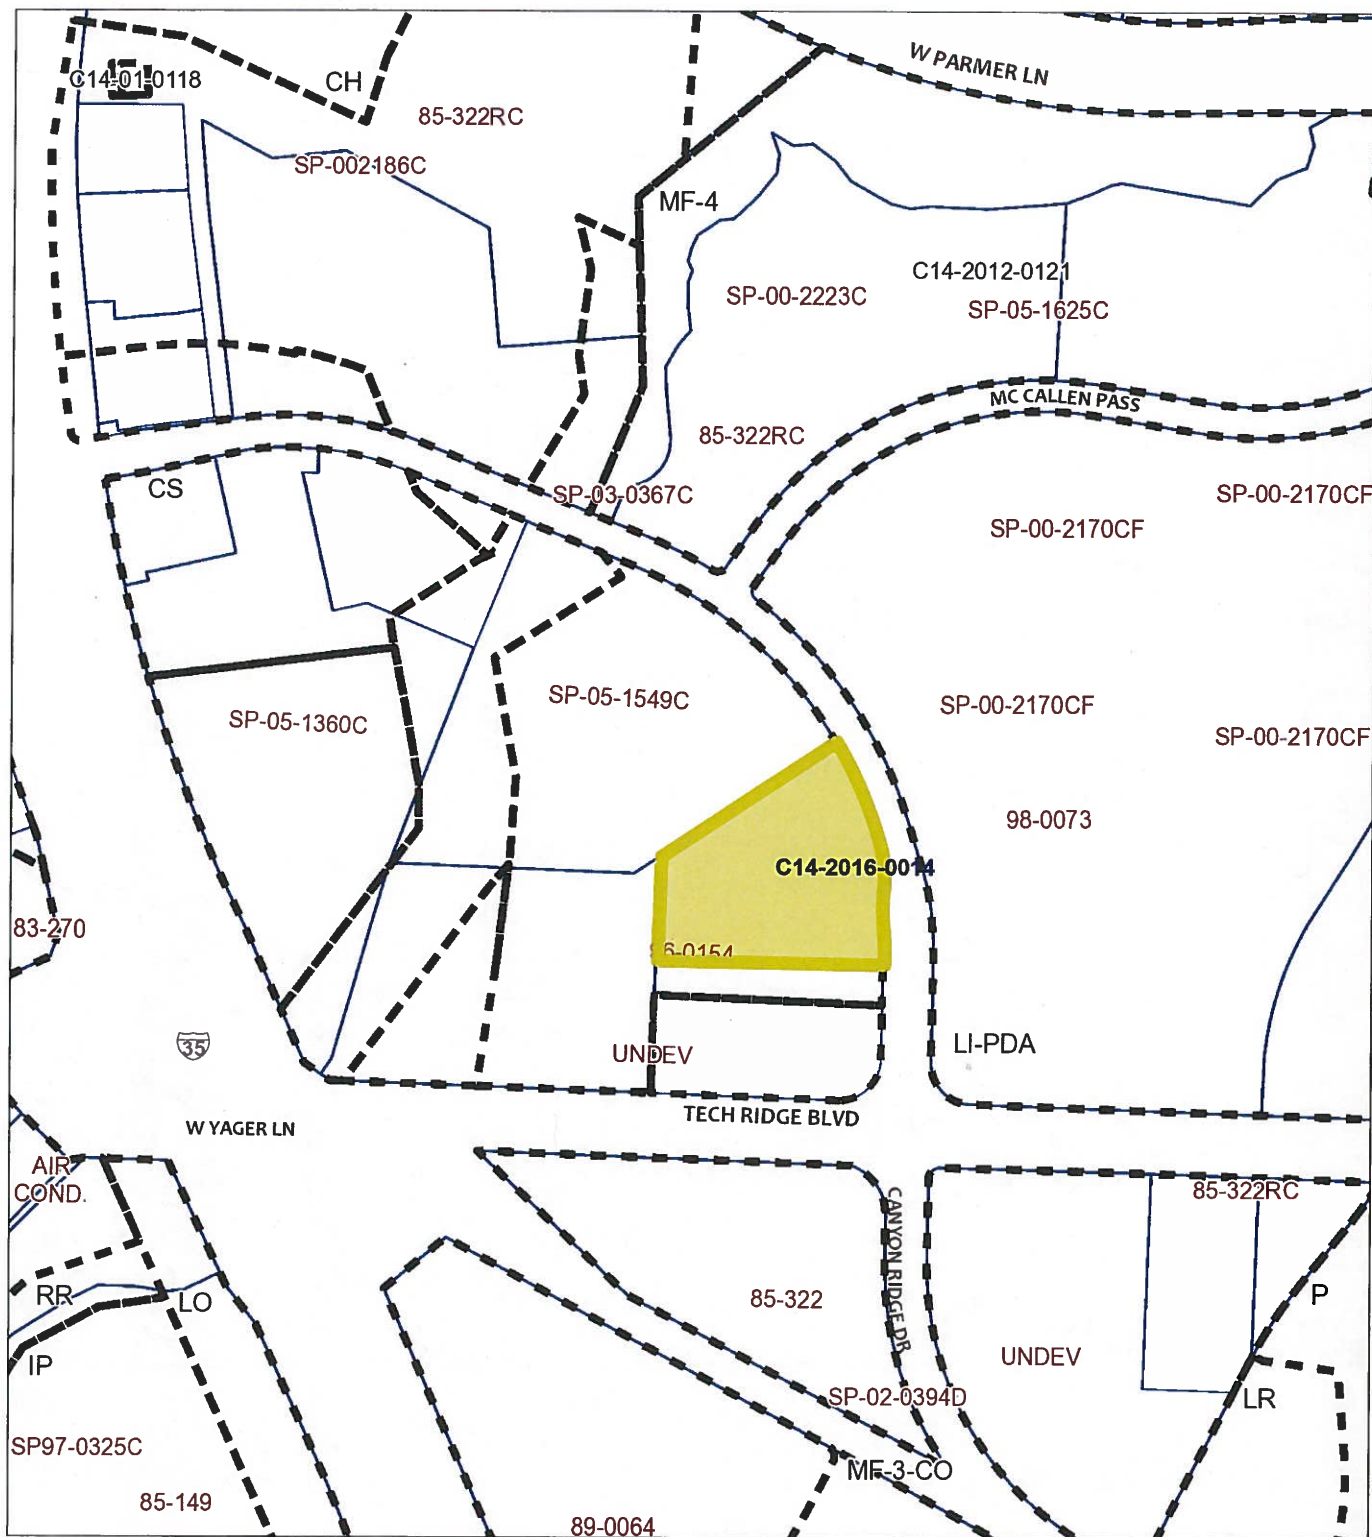 W PARMER LN
C14-01-0118
CH
85-322RC
SP-002186C
MF-4
C14-2012-0121
SP-00-2223C
SP-05-1625C
MC CALLEN PASS
85-322RC
CS
SP-03-0367C
SP-00-2170CF
SP-00-2170CF
SP-05-1549C
SP-05-1360C
SP-00-2170CF
SP-00-2170CF
98-0073
C14-2016-0014
83-270
96-0154
35
UNDEV
LI-PDA
TECH RIDGE BLVD
W YAGER LN
AIR
COND.
85-322RC
CANYON RIDGE DR
RR
LO
85-322
P
IP
UNDEV
SP-02-0394D
LR
SP97-0325C
MF-3-CO
85-149
89-0064